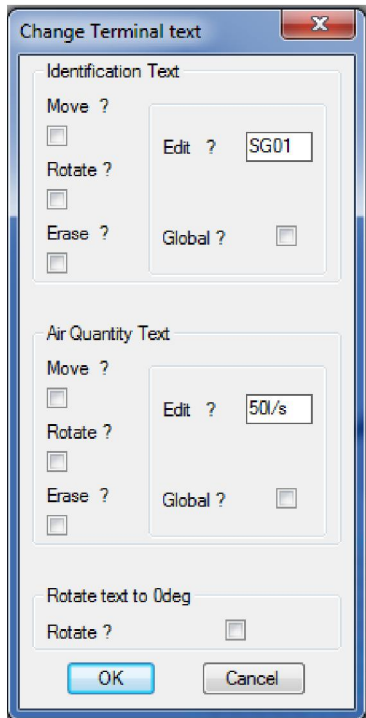 Change Terminal text
Identification Text
Move ?
Edit ? SG01
Rotate ?
Erase ?
Global ?
Air Quantity Text
Move ?
Edit ? 50l/s
Rotate ?
Erase ?
Global ?
Rotate text to 0deg
Rotate ?
OK Cancel